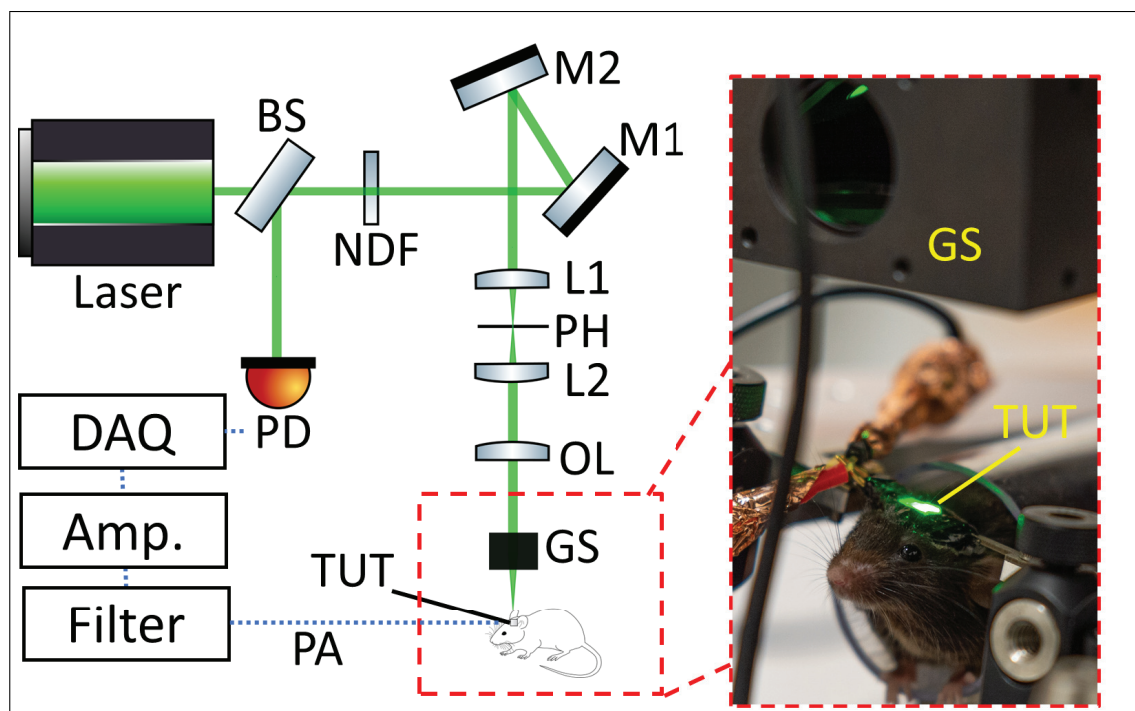 M2
BS
M1
NDF
Laser
L1
PH
L2
PD
DAQ
OL
Amp.
GS
TUT
Filter
PA
GS
TUT